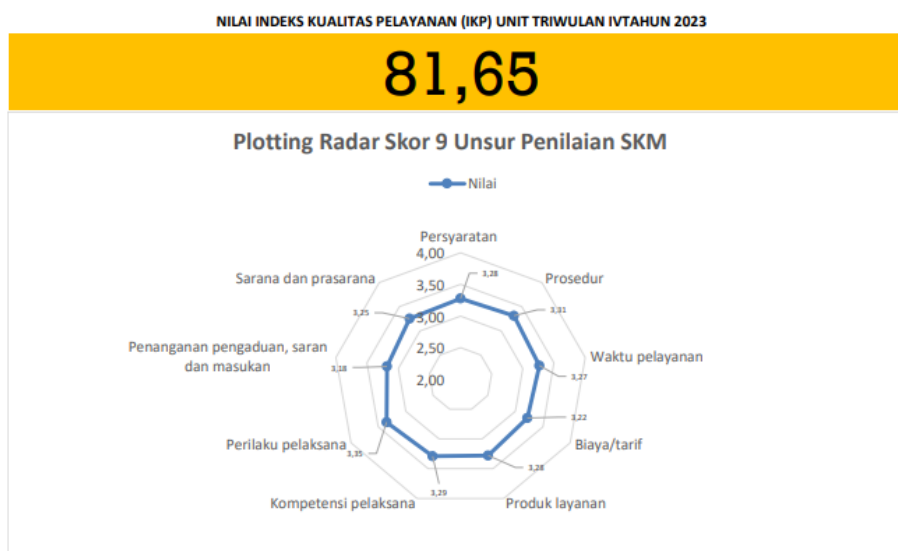 NILAI INDEKS KUALITAS PELAYANAN (IKP) UNIT TRIWULAN IVTAHUN 2023
81,65
Plotting Radar Skor 9 Unsur Penilaian SKM
Nilai
Persyaratan
4,00
3,50
3,00
2,50
2,00
3,28
Prosedur
3,31
Waktu pelayanan
3,27
Biaya/tarif
3,22
Produk layanan
3,28
Kompetensi pelaksana
3,29
Perilaku pelaksana
3,35
Penanganan pengaduan, saran
dan masukan
3,18
Sarana dan prasarana
3,25